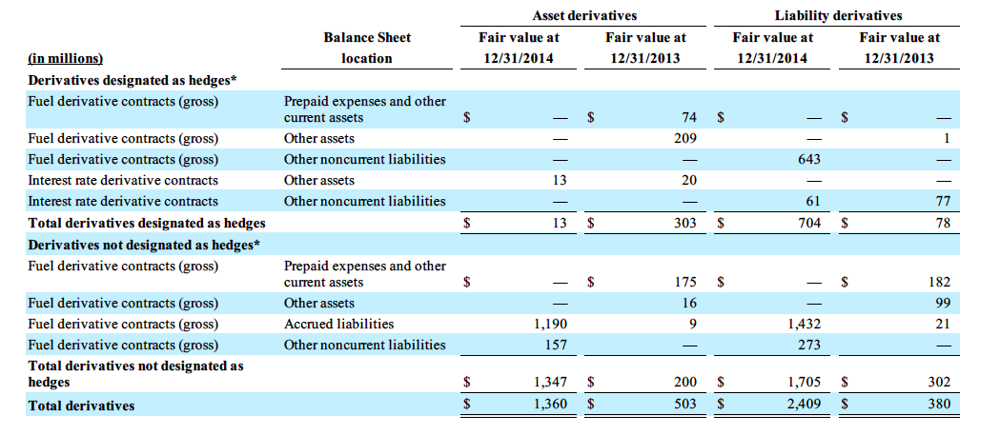 Asset derivatives Liability derivatives
Balance Sheet Fair value at Fair value at Fair value at Fair value at
(in millions) location 12/31/2014 12/31/2013 12/31/2014 12/31/2013
Derivatives designated as hedges*
Fuel derivative contracts (gross) Prepaid expenses and other
current assets $ — $ 74 $ — $ —
Fuel derivative contracts (gross) Other assets — 209 — 1
Fuel derivative contracts (gross) Other noncurrent liabilities — — 643 —
Interest rate derivative contracts Other assets 13 20 — —
Interest rate derivative contracts Other noncurrent liabilities — — 61 77
Total derivatives designated as hedges $ 13 $ 303 $ 704 $ 78
Derivatives not designated as hedges*
Fuel derivative contracts (gross) Prepaid expenses and other
current assets $ — $ 175 $ — $ 182
Fuel derivative contracts (gross) Other assets — 16 — 99
Fuel derivative contracts (gross) Accrued liabilities 1,190 9 1,432 21
Fuel derivative contracts (gross) Other noncurrent liabilities 157 — 273 —
Total derivatives not designated as
hedges $ 1,347 $ 200 $ 1,705 $ 302
Total derivatives $ 1,360 $ 503 $ 2,409 $ 380